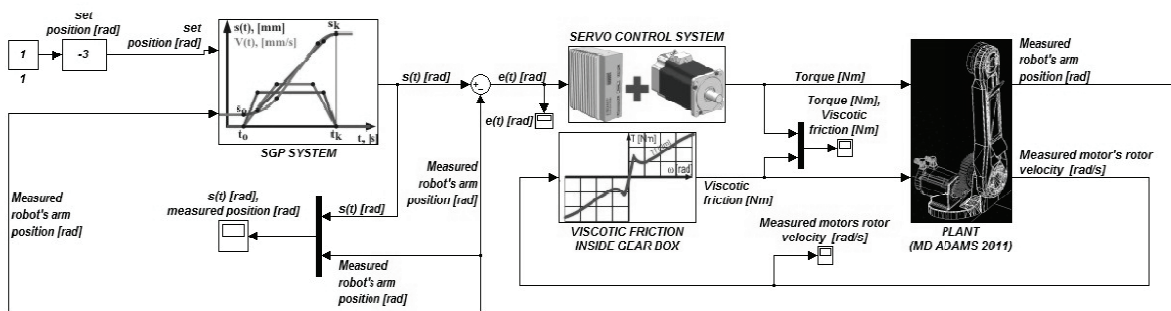 set
position [rad]
set
position [rad]
1
-3
1
s(t), [mm]
V(t), [mm/s]
sk
t0
tk
t, [s]
SGP SYSTEM
s(t) [rad]
e(t) [rad]
e(t) [rad]
SERVO CONTROL SYSTEM
Torque [Nm]
Torque [Nm],
Viscotic
friction [Nm]
Measured
robot's arm
position [rad]
Measured motor's rotor
velocity [rad/s]
T [Nm]
ω rad
VISCOTIC FRICTION
INSIDE GEAR BOX
Viscotic
friction [Nm]
PLANT
(MD ADAMS 2011)
Measured motors rotor
velocity [rad/s]
Measured
robot's arm
position [rad]
s(t) [rad],
measured position [rad]
s(t) [rad]
Measured
robot's arm
position [rad]
Measured
robot's arm
position [rad]